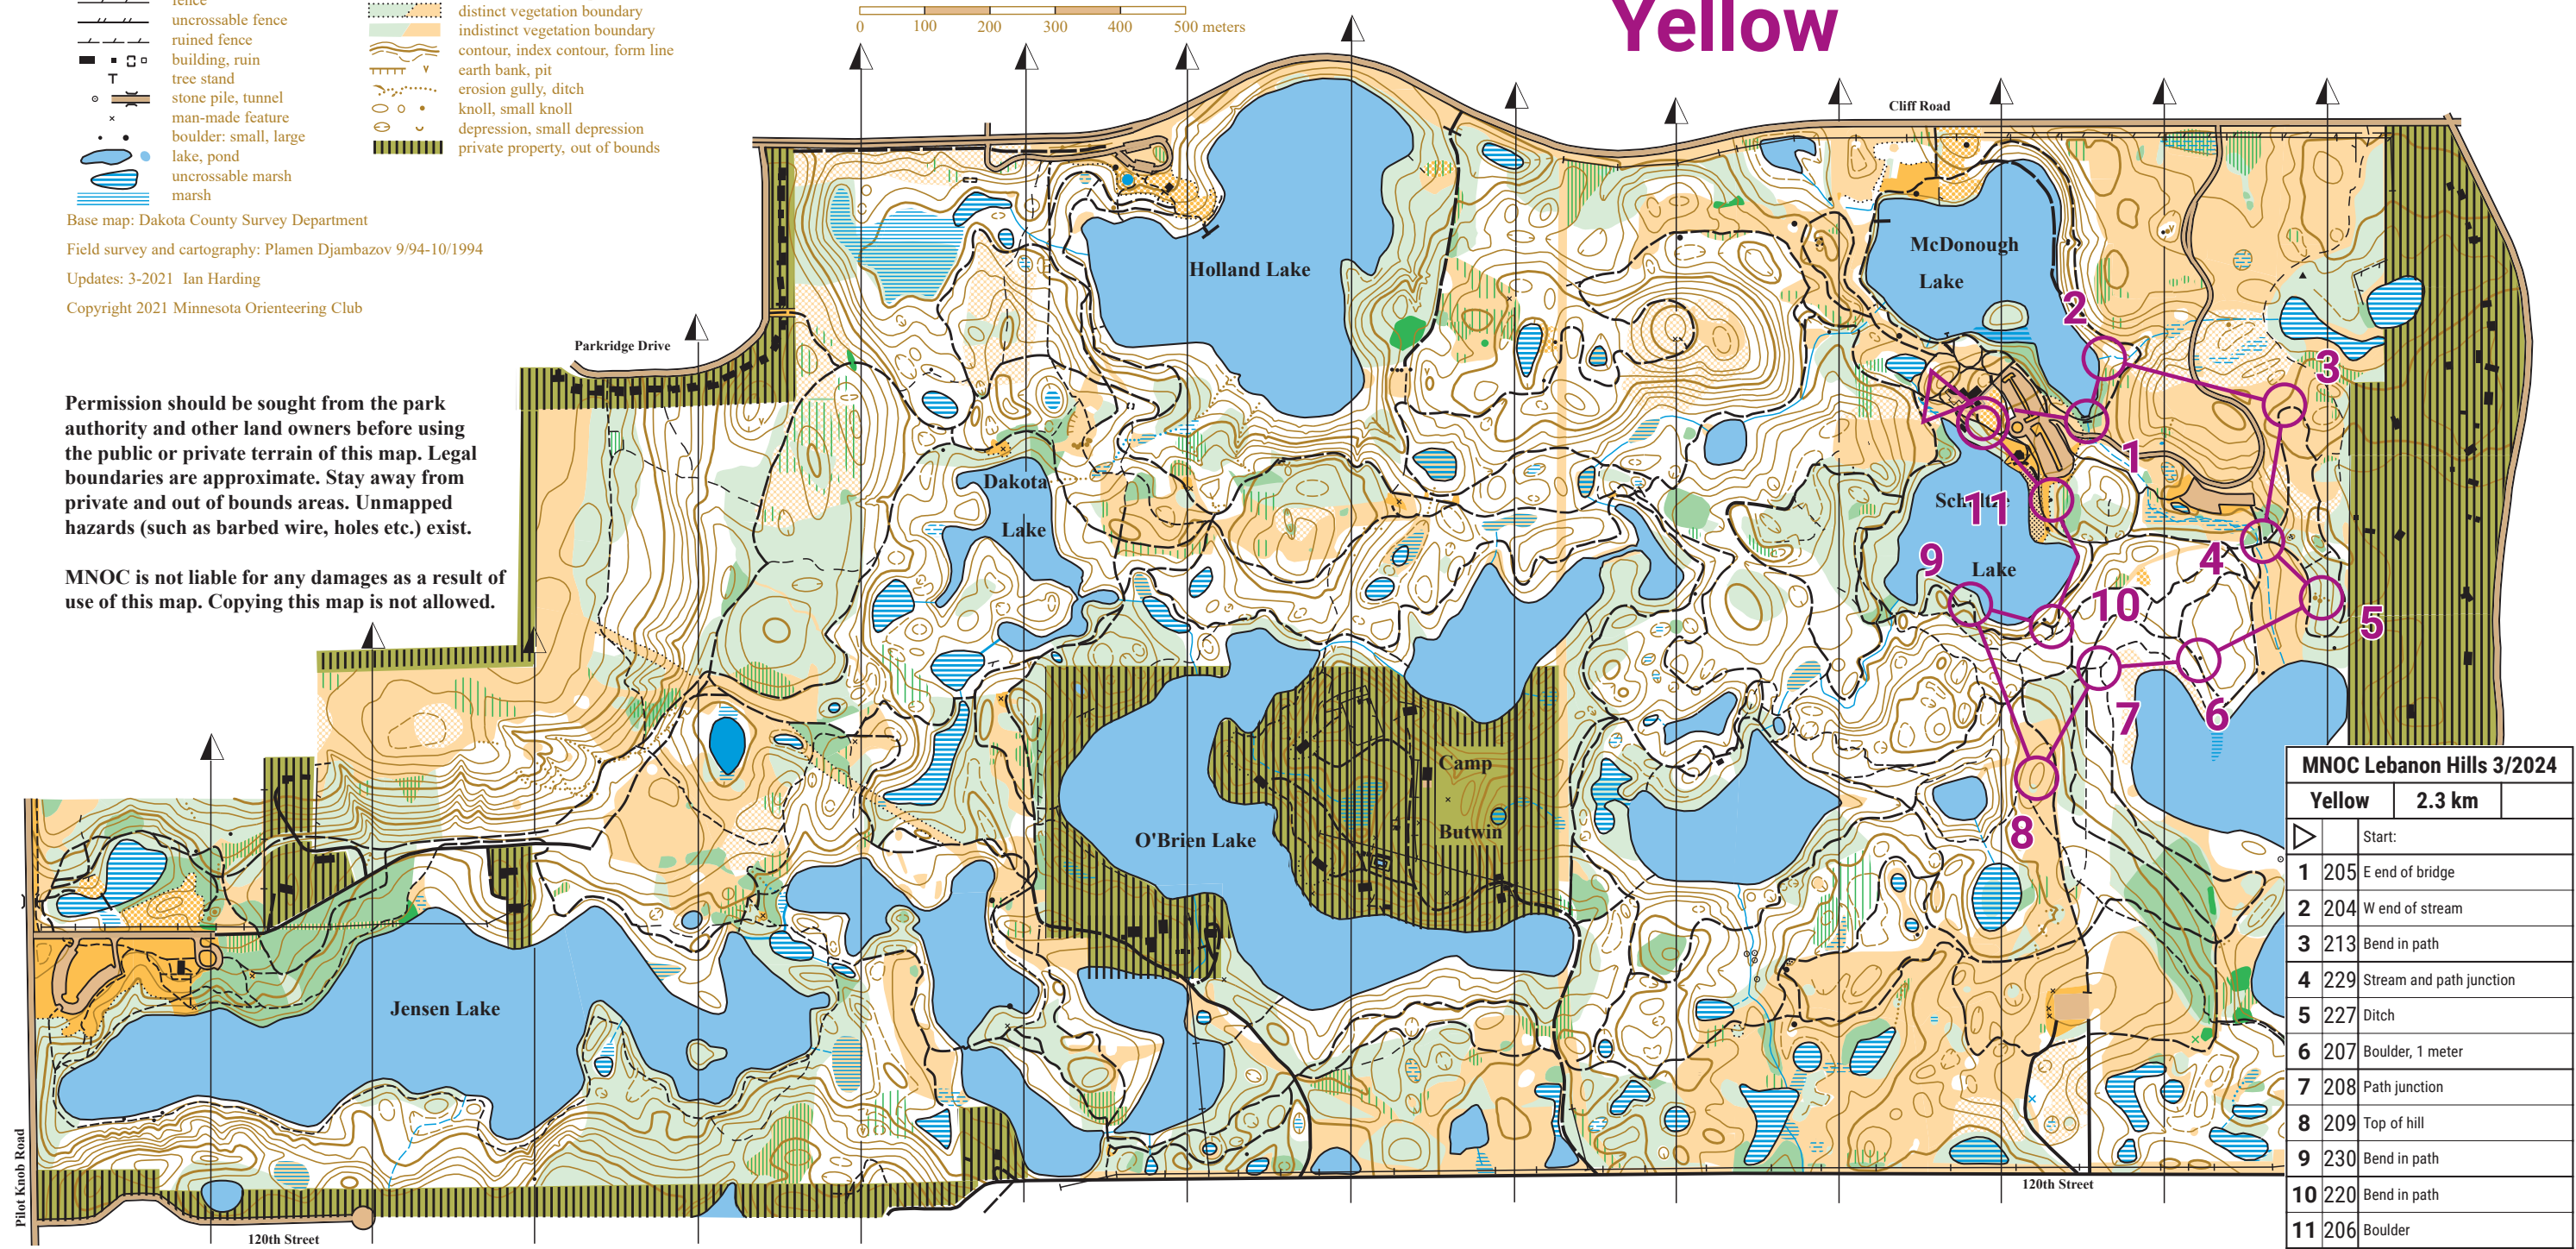 fence
uncrossable fence
ruined fence
building, ruin
tree stand
stone pile, tunnel
man-made feature
boulder: small, large
lake, pond
uncrossable marsh
marsh
distinct vegetation boundary
indistinct vegetation boundary
contour, index contour, form line
earth bank, pit
erosion gully, ditch
knoll, small knoll
depression, small depression
private property, out of bounds
0 100 200 300 400 500 meters
Yellow
Base map: Dakota County Survey Department
Field survey and cartography: Plamen Djambazov 9/94-10/1994
Updates: 3-2021 Ian Harding
Copyright 2021 Minnesota Orienteering Club
Permission should be sought from the park
authority and other land owners before using
the public or private terrain of this map. Legal
boundaries are approximate. Stay away from
private and out of bounds areas. Unmapped
hazards (such as barbed wire, holes etc.) exist.
MNOC is not liable for any damages as a result of
use of this map. Copying this map is not allowed.
Cliff Road
Parkridge Drive
Holland Lake
McDonough
Lake
Dakota
Lake
Schultze
Lake
Camp
Butwin
O'Brien Lake
Jensen Lake
Pilot Knob Road
120th Street
120th Street
2
3
1
11
4
9
10
5
7
6
8
MNOC Lebanon Hills 3/2024
Yellow 2.3 km
Start:
1 205 E end of bridge
2 204 W end of stream
3 213 Bend in path
4 229 Stream and path junction
5 227 Ditch
6 207 Boulder, 1 meter
7 208 Path junction
8 209 Top of hill
9 230 Bend in path
10 220 Bend in path
11 206 Boulder